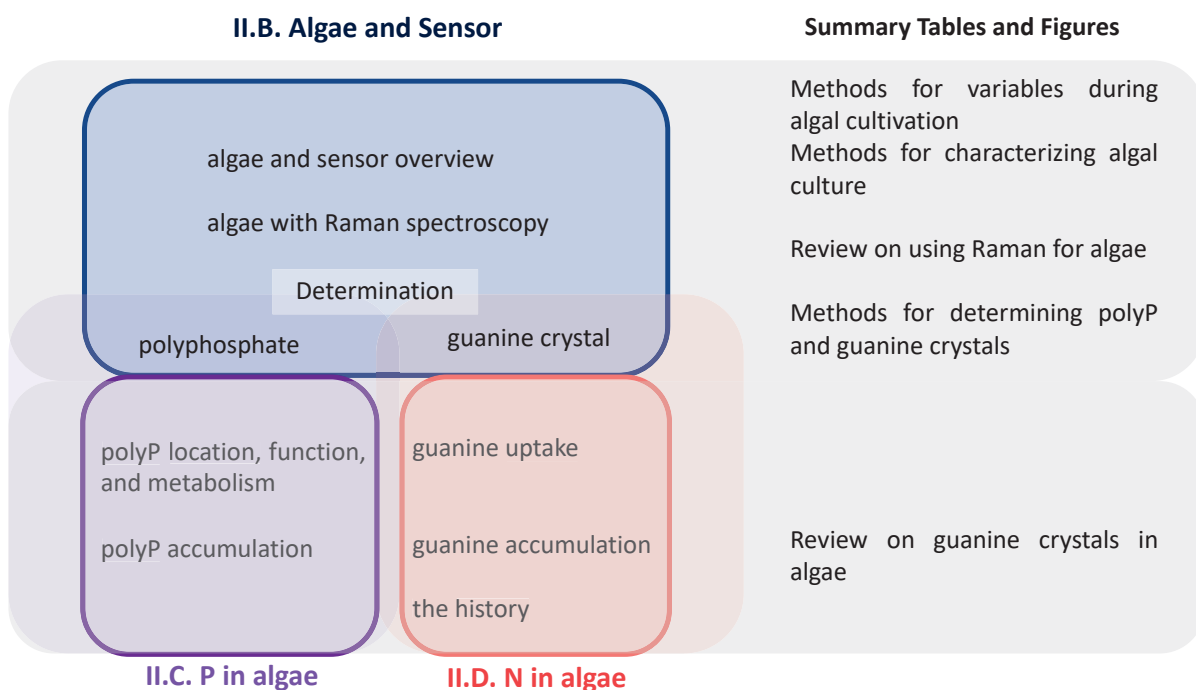 II.B. Algae and Sensor
Summary Tables and Figures
algae and sensor overview
algae with Raman spectroscopy
Determination
polyphosphate
guanine crystal
Methods for variables during
algal cultivation
Methods for characterizing algal
culture
Review on using Raman for algae
Methods for determining polyP
and guanine crystals
polyP location, function,
and metabolism
polyP accumulation
guanine uptake
guanine accumulation
the history
Review on guanine crystals in
algae
II.C. P in algae
II.D. N in algae